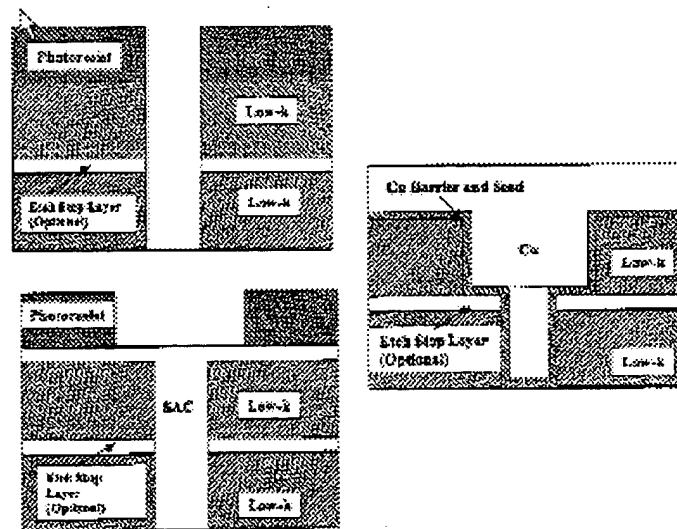 Photoresist
Low-k
Etch Stop Layer
(Optional)
Low-k
Photoresist
SAC
Low-k
Etch Stop
Layer
(Optional)
Low-k
Cu Barrier and Seed
Cu
Low-k
Etch Stop Layer
(Optional)
Low-k